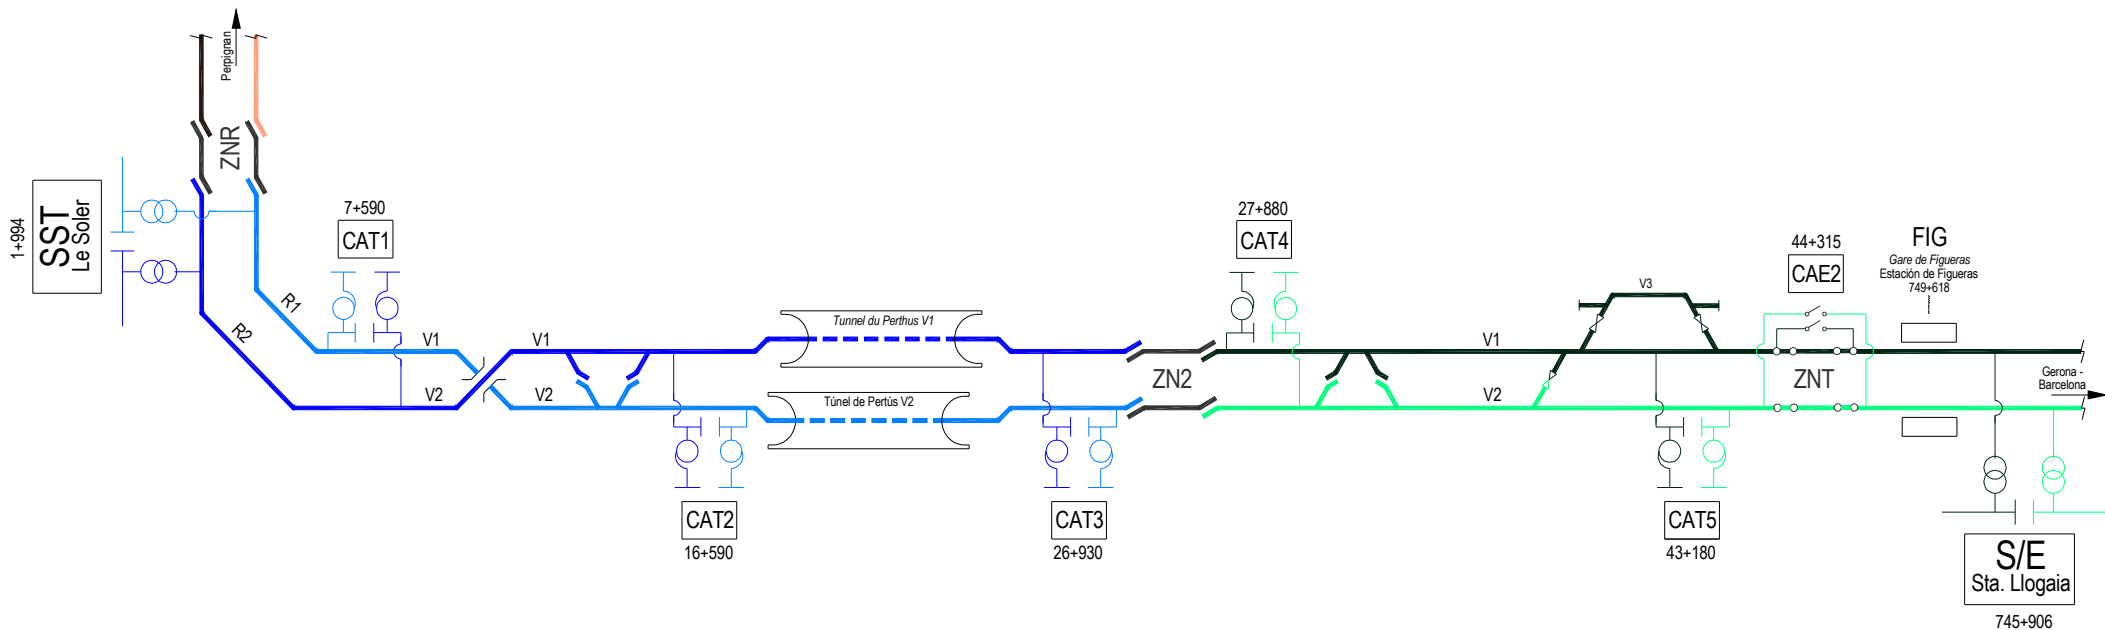 Perpignan
ZNR
1+994
SST
Le Soler
R1
R2
7+590
CAT1
V1
V2
V1
V2
CAT2
16+590
Tunnel du Perthus V1
Túnel de Pertús V2
CAT3
26+930
ZN2
27+880
CAT4
V1
V2
V3
CAT5
43+180
44+315
CAE2
ZNT
FIG
Gare de Figueras
Estación de Figueras
749+618
Gerona -
Barcelona
S/E
Sta. Llogaia
745+906